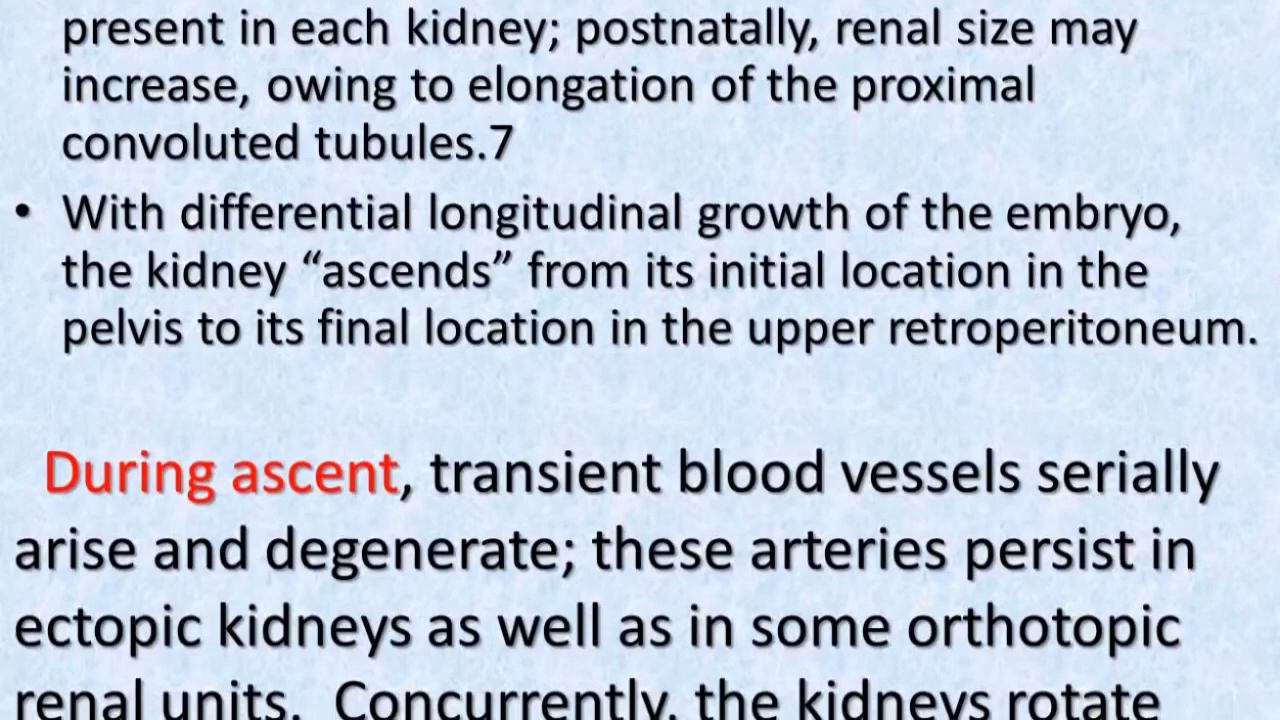 present in each kidney; postnatally, renal size may
increase, owing to elongation of the proximal
convoluted tubules.7
• With differential longitudinal growth of the embryo,
the kidney “ascends” from its initial location in the
pelvis to its final location in the upper retroperitoneum.
During ascent, transient blood vessels serially
arise and degenerate; these arteries persist in
ectopic kidneys as well as in some orthotopic
renal units. Concurrently, the kidneys rotate